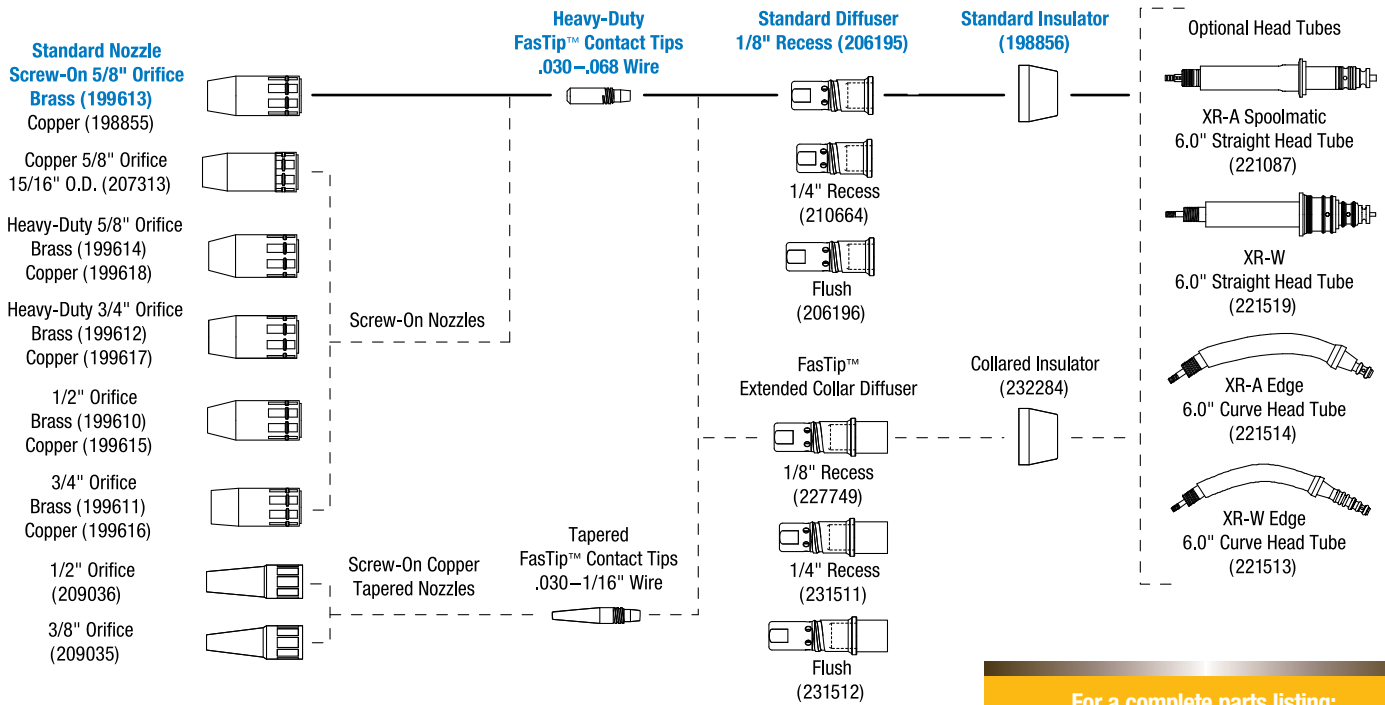 Standard Nozzle
Screw-On 5/8" Orifice
Brass (199613)
Copper (198855)
Copper 5/8" Orifice
15/16" O.D. (207313)
Heavy-Duty 5/8" Orifice
Brass (199614)
Copper (199618)
Heavy-Duty 3/4" Orifice
Brass (199612)
Copper (199617)
1/2" Orifice
Brass (199610)
Copper (199615)
3/4" Orifice
Brass (199611)
Copper (199616)
1/2" Orifice
(209036)
3/8" Orifice
(209035)
Screw-On Nozzles
Screw-On Copper
Tapered Nozzles
Heavy-Duty
FasTip™ Contact Tips
.030–.068 Wire
Tapered
FasTip™ Contact Tips
.030–1/16" Wire
Standard Diffuser
1/8" Recess (206195)
1/4" Recess
(210664)
Flush
(206196)
FasTip™
Extended Collar Diffuser
1/8" Recess
(227749)
1/4" Recess
(231511)
Flush
(231512)
Standard Insulator
(198856)
Collared Insulator
(232284)
Optional Head Tubes
XR-A Spoolmatic
6.0" Straight Head Tube
(221087)
XR-W
6.0" Straight Head Tube
(221519)
XR-A Edge
6.0" Curve Head Tube
(221514)
XR-W Edge
6.0" Curve Head Tube
(221513)
For a complete parts listing: